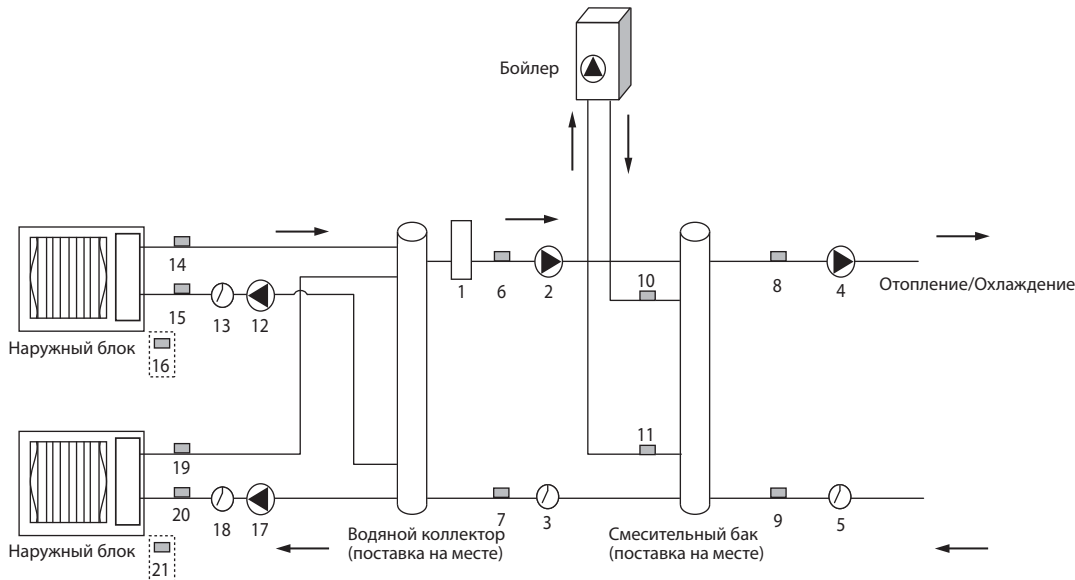 Бойлер
14
15
13
12
Наружный блок
16
1
6
2
10
8
4
Отопление/Охлаждение
11
19
20
18
17
Наружный блок
21
Водяной коллектор
(поставка на месте)
7
3
Смесительный бак
(поставка на месте)
9
5